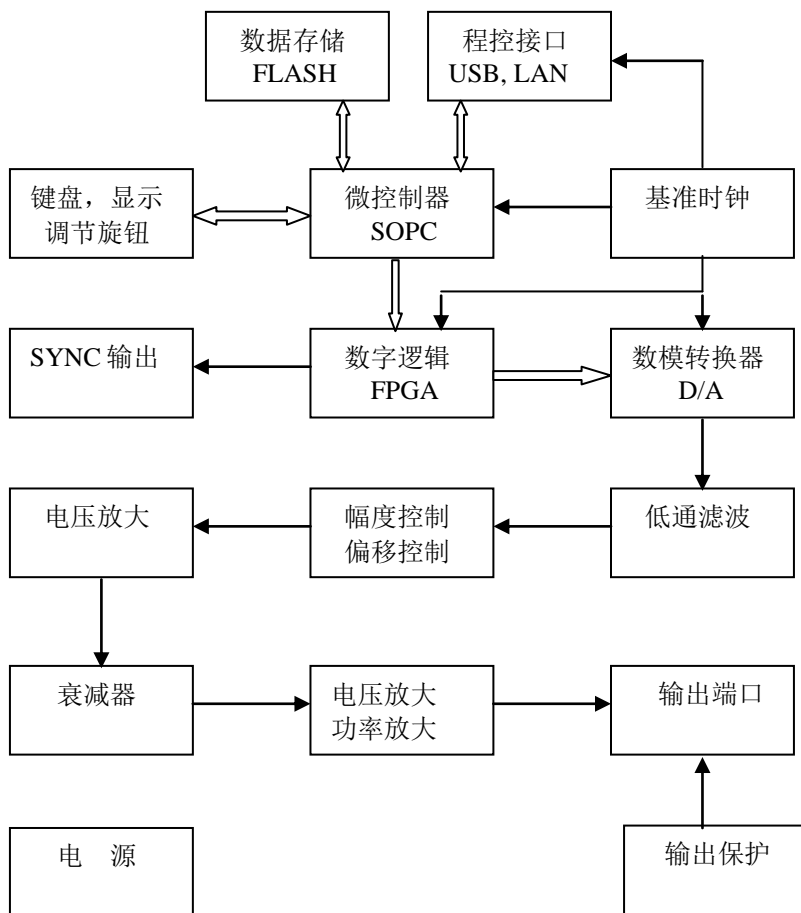 数据存储
FLASH
程控接口
USB, LAN
键盘，显示
调节旋钮
微控制器
SOPC
基准时钟
SYNC 输出
数字逻辑
FPGA
数模转换器
D/A
电压放大
幅度控制
偏移控制
低通滤波
衰减器
电压放大
功率放大
输出端口
电 源
输出保护